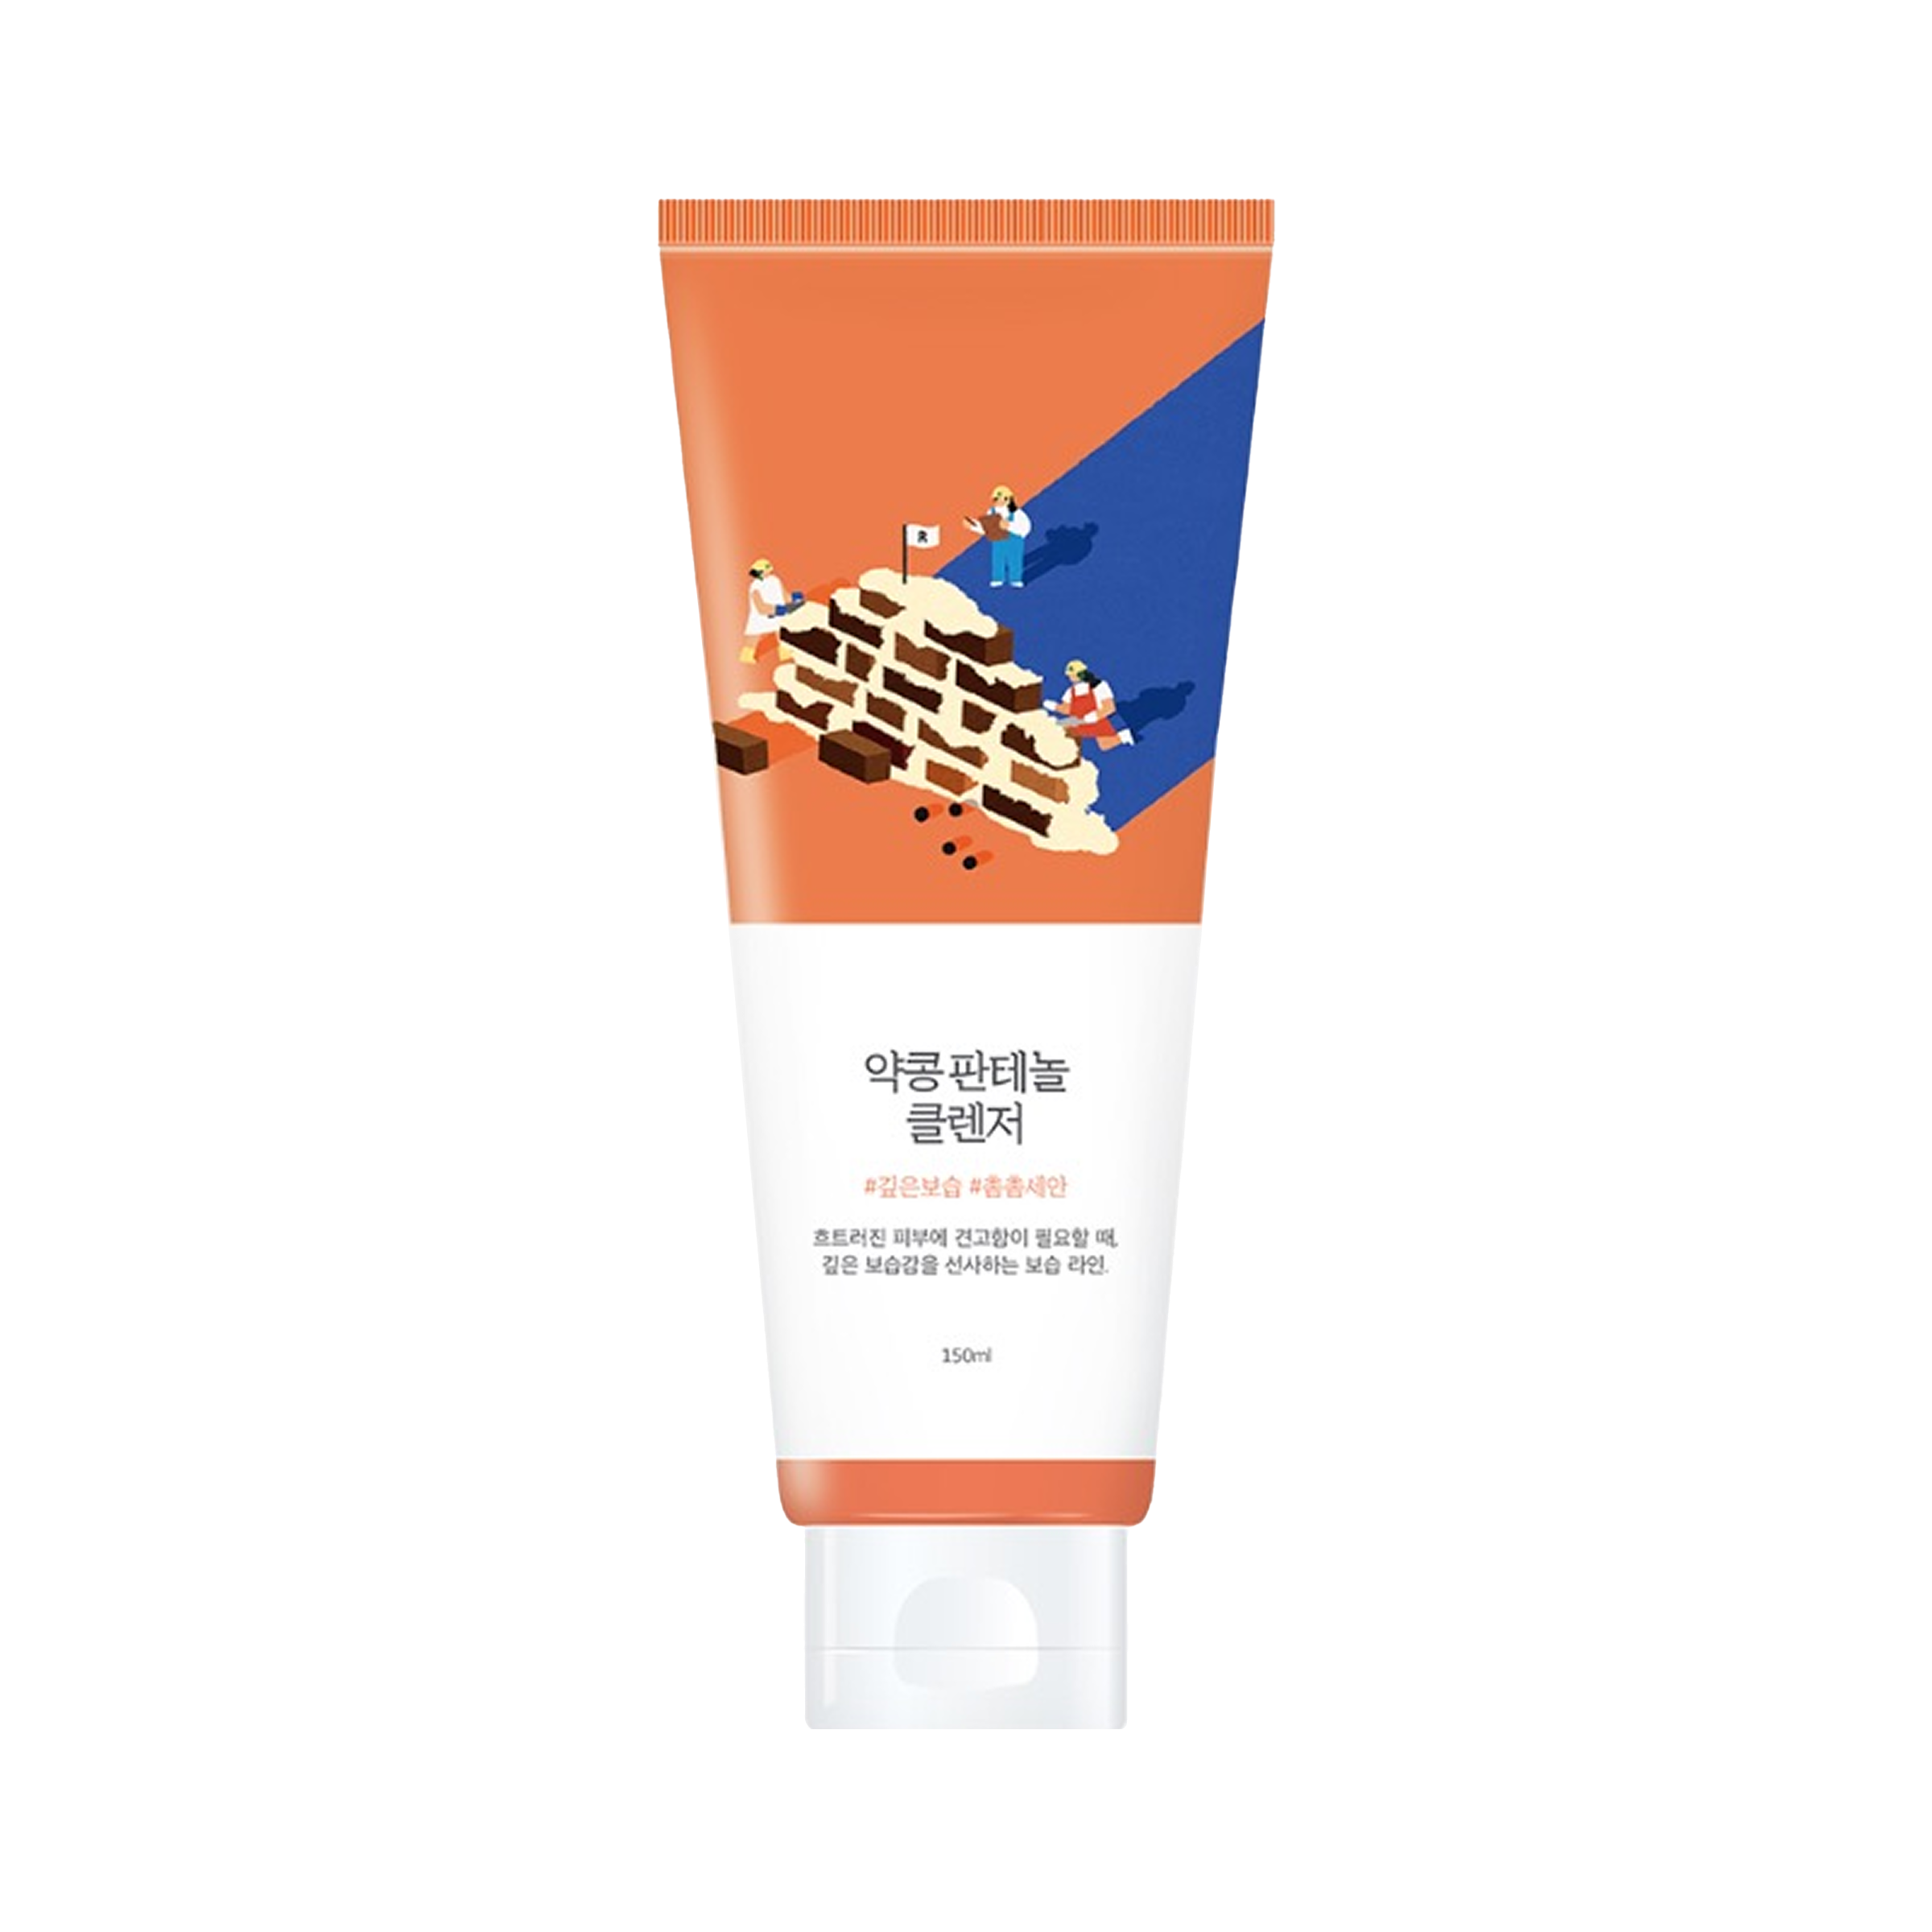 R
약콩 판테놀
클렌저
#깊은보습 #촘촘세안
흐트러진 피부에 견고함이 필요할 때,
깊은 보습감을 선사하는 보습 라인.
150ml